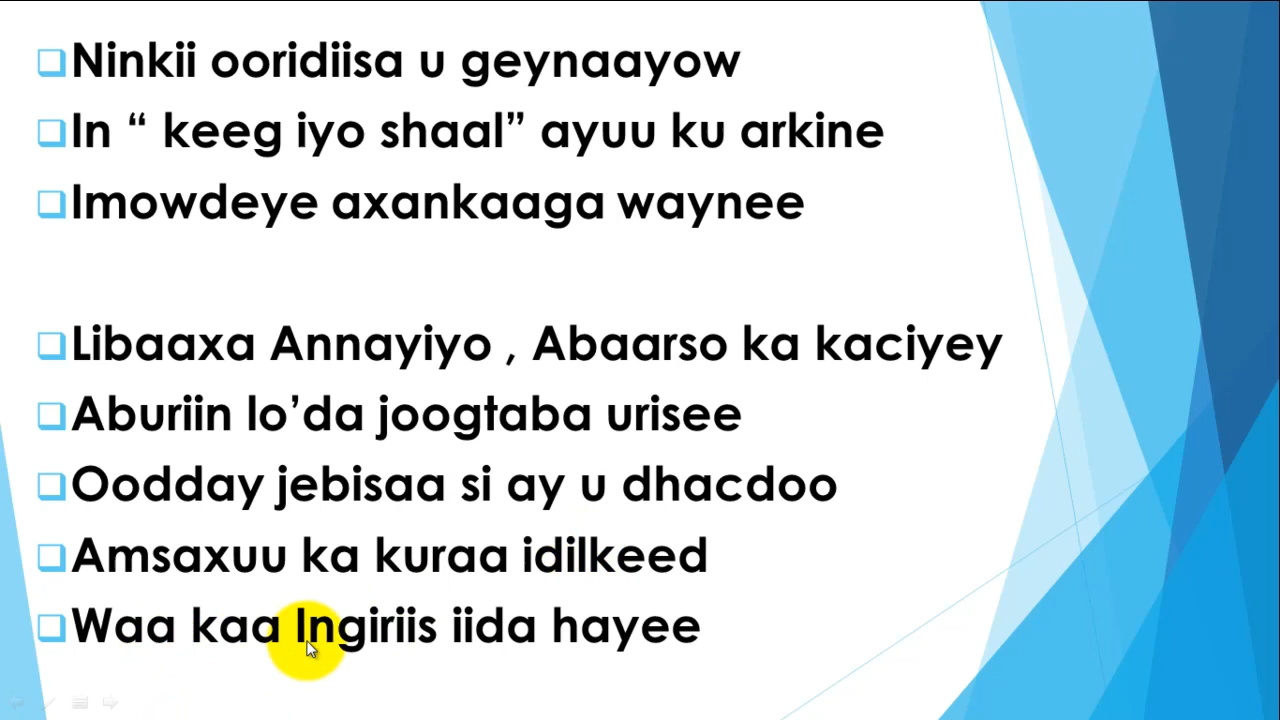 Ninkii ooridiisa u geynaayow
In “ keeg iyo shaal” ayuu ku arkine
Imowdeye axankaaga waynee
Libaaxa Annayiyo , Abaarso ka kaciyey
Aburiin lo’da joogtaba urisee
Oodday jebisaa si ay u dhacdoo
Amsaxuu ka kuraa idilkeed
Waa kaa Ingiriis iida hayee